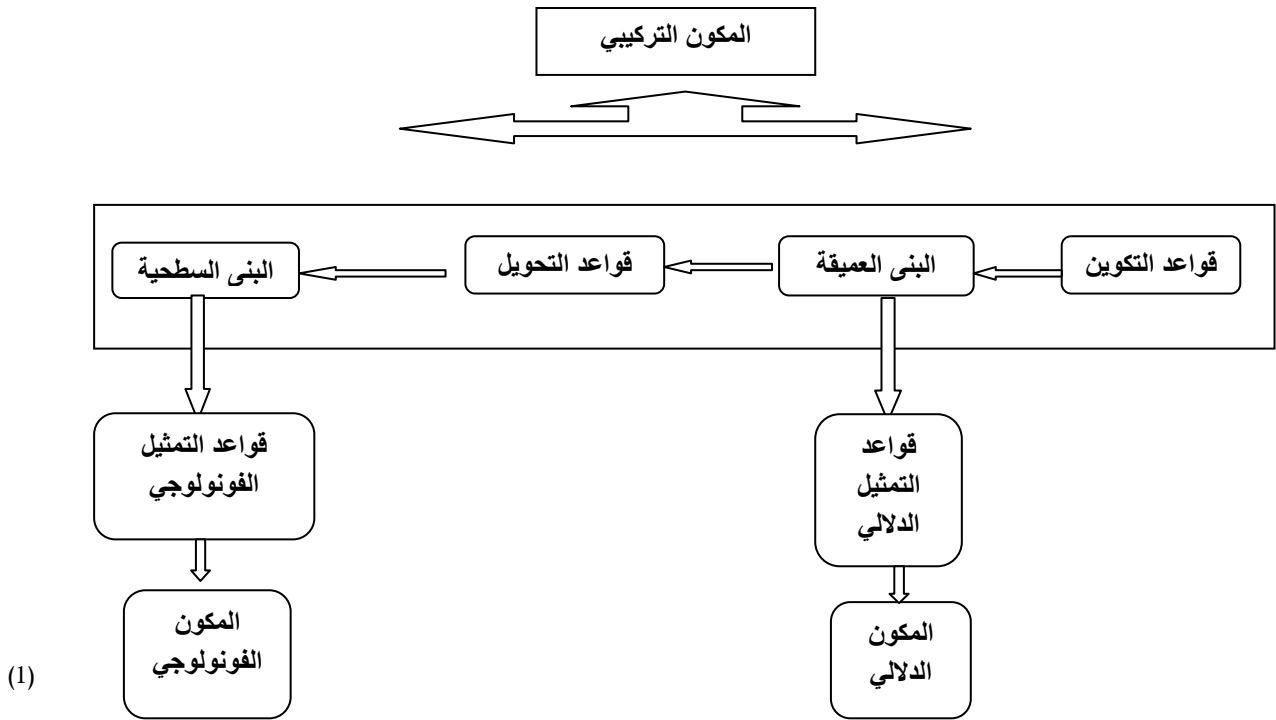 المكون التركيبي
قواعد التكوين
البنى العميقة
قواعد التحويل
البنى السطحية
قواعد
التمثيل
الدلالي
قواعد التمثيل
الفونولوجي
المكون
الدلالي
المكون
الفونولوجي
(1)